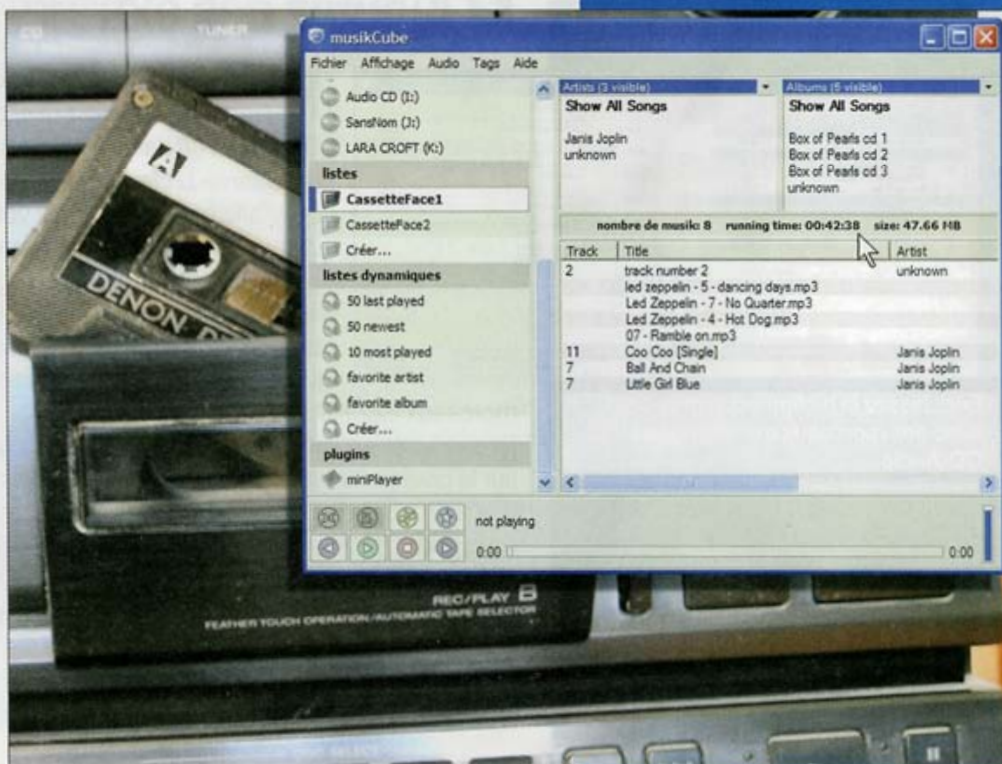 CD
TUNER
A
DENON
REC/PLAY B
FEATHER TOUCH OPERATION/AUTOMATIC TAPE SELECTOR
musikCube
Fichier Affichage Audio Tags Aide
Audio CD (I:)
SansNom (J:)
LARA CROFT (K:)
listes
CassetteFace1
CassetteFace2
Créer...
listes dynamiques
50 last played
50 newest
10 most played
favorite artist
favorite album
Créer...
plugins
miniPlayer
Artists (3 visible)
Show All Songs
Janis Joplin
unknown
Albums (5 visible)
Show All Songs
Box of Pearls cd 1
Box of Pearls cd 2
Box of Pearls cd 3
unknown
nombre de musik: 8 running time: 00:42:38 size: 47.66 MB
Track Title Artist
2 track number 2 unknown
led zeppelin - 5 - dancing days.mp3
Led Zeppelin - 7 - No Quarter.mp3
Led Zeppelin - 4 - Hot Dog.mp3
07 - Ramble on.mp3
11 Coo Coo [Single] Janis Joplin
7 Ball And Chain Janis Joplin
7 Little Girl Blue Janis Joplin
not playing
0:00 0:00